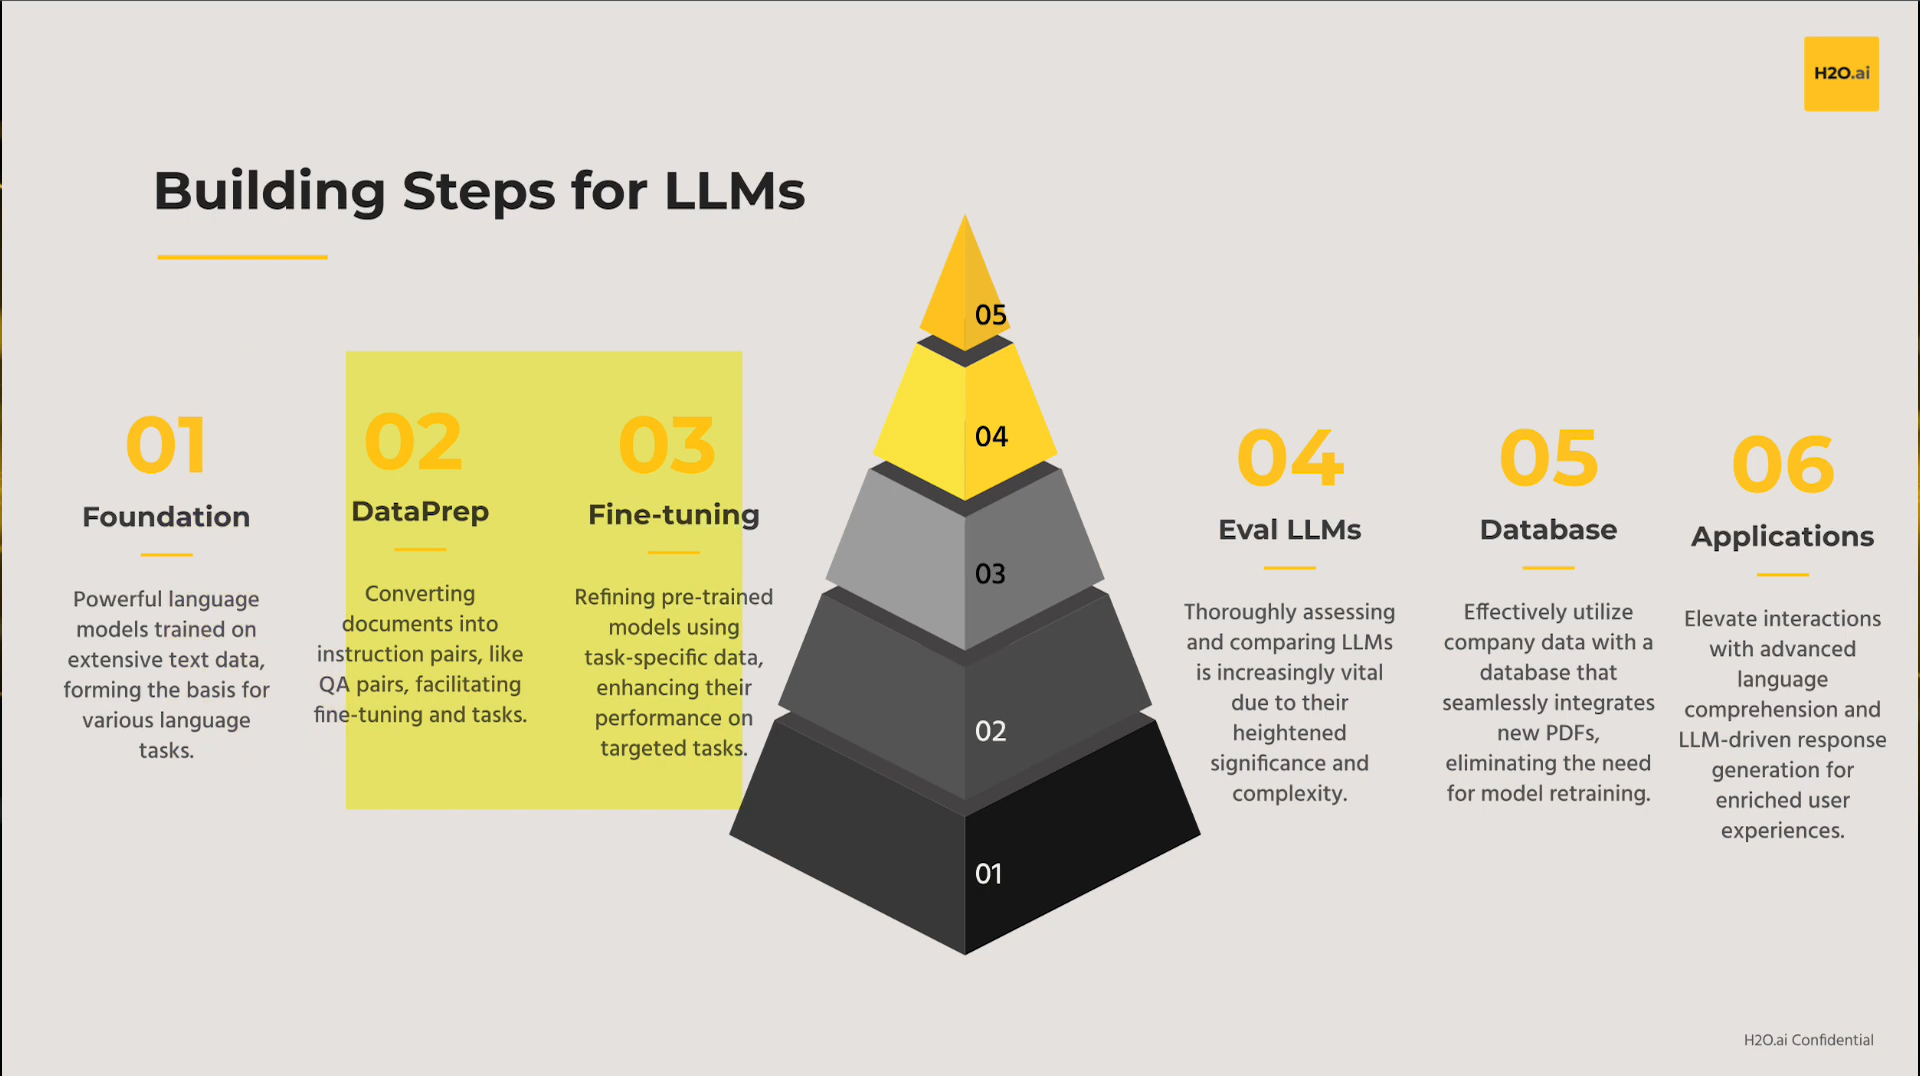 H2O.ai
Building Steps for LLMs
01
Foundation
Powerful language
models trained on
extensive text data,
forming the basis for
various language
tasks.
02
DataPrep
Converting
documents into
instruction pairs, like
QA pairs, facilitating
fine-tuning and tasks.
03
Fine-tuning
Refining pre-trained
models using
task-specific data,
enhancing their
performance on
targeted tasks.
05
04
03
02
01
04
Eval LLMs
Thoroughly assessing
and comparing LLMs
is increasingly vital
due to their
heightened
significance and
complexity.
05
Database
Effectively utilize
company data with a
database that
seamlessly integrates
new PDFs,
eliminating the need
for model retraining.
06
Applications
Elevate interactions
with advanced
language
comprehension and
LLM-driven response
generation for
enriched user
experiences.
H2O.ai Confidential